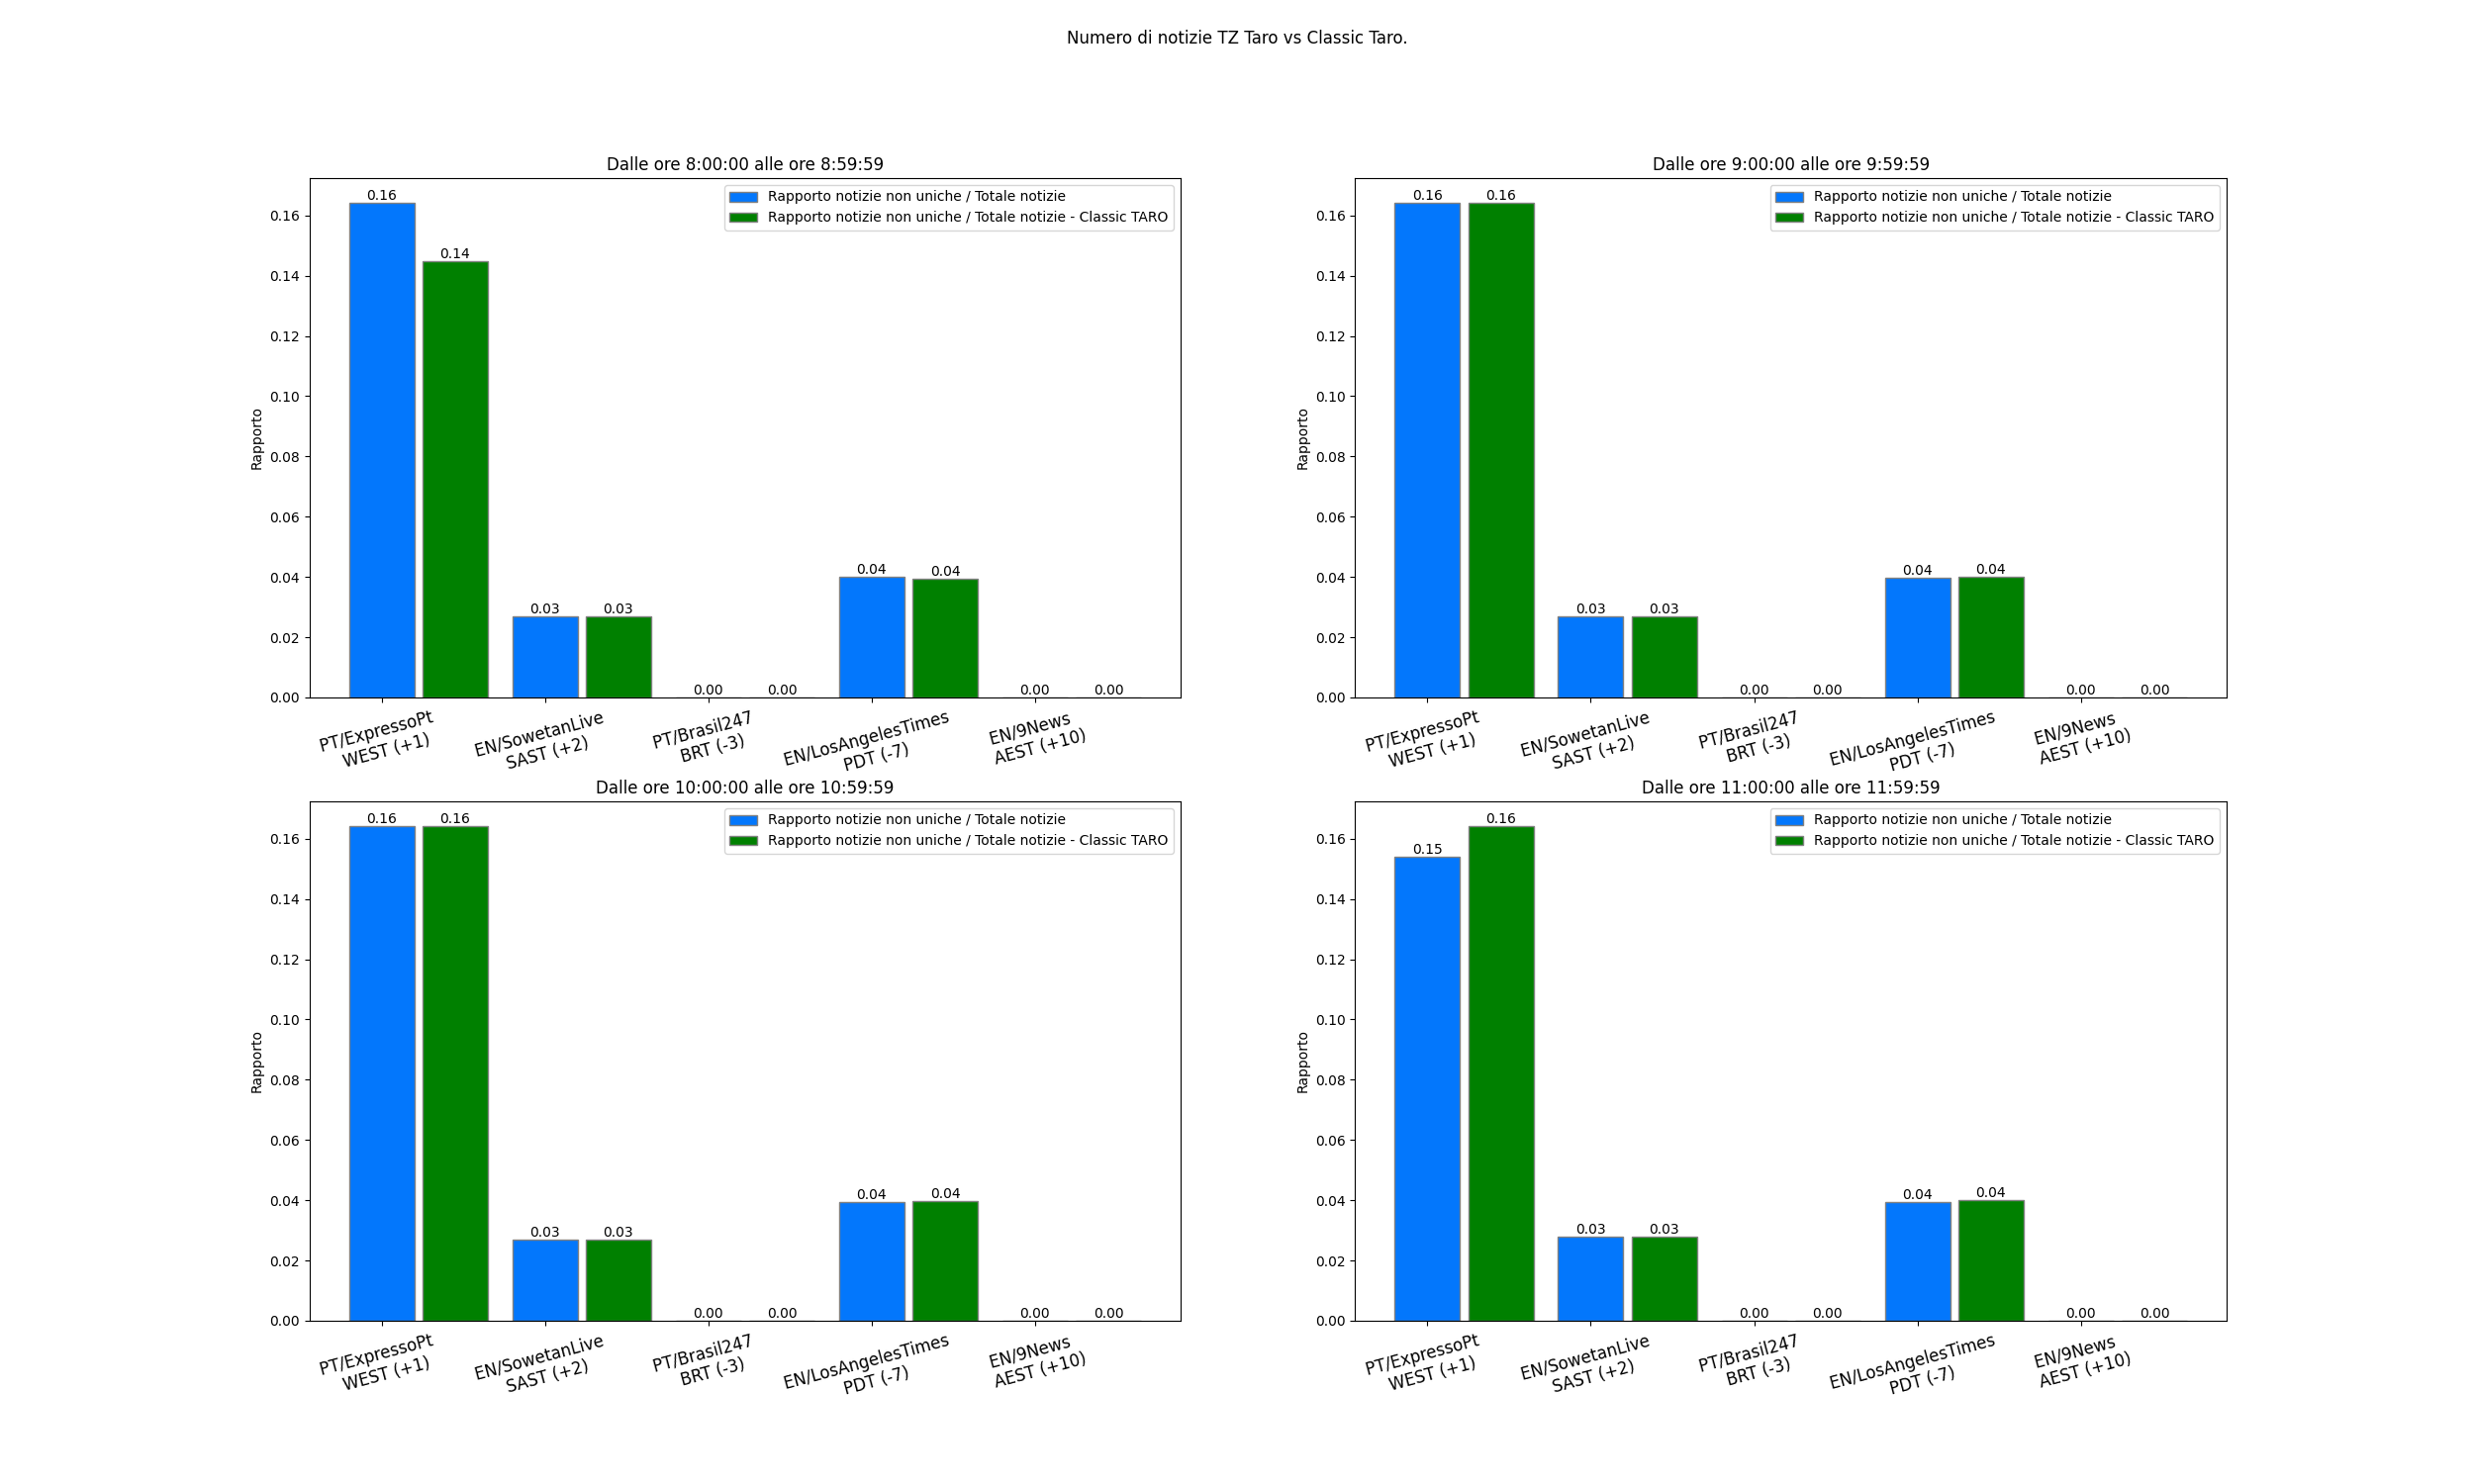 Numero di notizie TZ Taro vs Classic Taro.
Dalle ore 8:00:00 alle ore 8:59:59
Rapporto notizie non uniche / Totale notizie
Rapporto notizie non uniche / Totale notizie - Classic TARO
Rapporto
0.16
0.14
0.12
0.10
0.08
0.06
0.04
0.02
0.00
0.16
0.14
0.03
0.03
0.00
0.00
0.04
0.04
0.00
0.00
PT/ExpressoPt
WEST (+1)
EN/SowetanLive
SAST (+2)
PT/Brasil247
BRT (-3)
EN/LosAngelesTimes
PDT (-7)
EN/9News
AEST (+10)
Dalle ore 9:00:00 alle ore 9:59:59
Rapporto notizie non uniche / Totale notizie
Rapporto notizie non uniche / Totale notizie - Classic TARO
Rapporto
0.16
0.14
0.12
0.10
0.08
0.06
0.04
0.02
0.00
0.16
0.16
0.03
0.03
0.00
0.00
0.04
0.04
0.00
0.00
PT/ExpressoPt
WEST (+1)
EN/SowetanLive
SAST (+2)
PT/Brasil247
BRT (-3)
EN/LosAngelesTimes
PDT (-7)
EN/9News
AEST (+10)
Dalle ore 10:00:00 alle ore 10:59:59
Rapporto notizie non uniche / Totale notizie
Rapporto notizie non uniche / Totale notizie - Classic TARO
Rapporto
0.16
0.14
0.12
0.10
0.08
0.06
0.04
0.02
0.00
0.16
0.16
0.03
0.03
0.00
0.00
0.04
0.04
0.00
0.00
PT/ExpressoPt
WEST (+1)
EN/SowetanLive
SAST (+2)
PT/Brasil247
BRT (-3)
EN/LosAngelesTimes
PDT (-7)
EN/9News
AEST (+10)
Dalle ore 11:00:00 alle ore 11:59:59
Rapporto notizie non uniche / Totale notizie
Rapporto notizie non uniche / Totale notizie - Classic TARO
Rapporto
0.16
0.14
0.12
0.10
0.08
0.06
0.04
0.02
0.00
0.15
0.16
0.03
0.03
0.00
0.00
0.04
0.04
0.00
0.00
PT/ExpressoPt
WEST (+1)
EN/SowetanLive
SAST (+2)
PT/Brasil247
BRT (-3)
EN/LosAngelesTimes
PDT (-7)
EN/9News
AEST (+10)